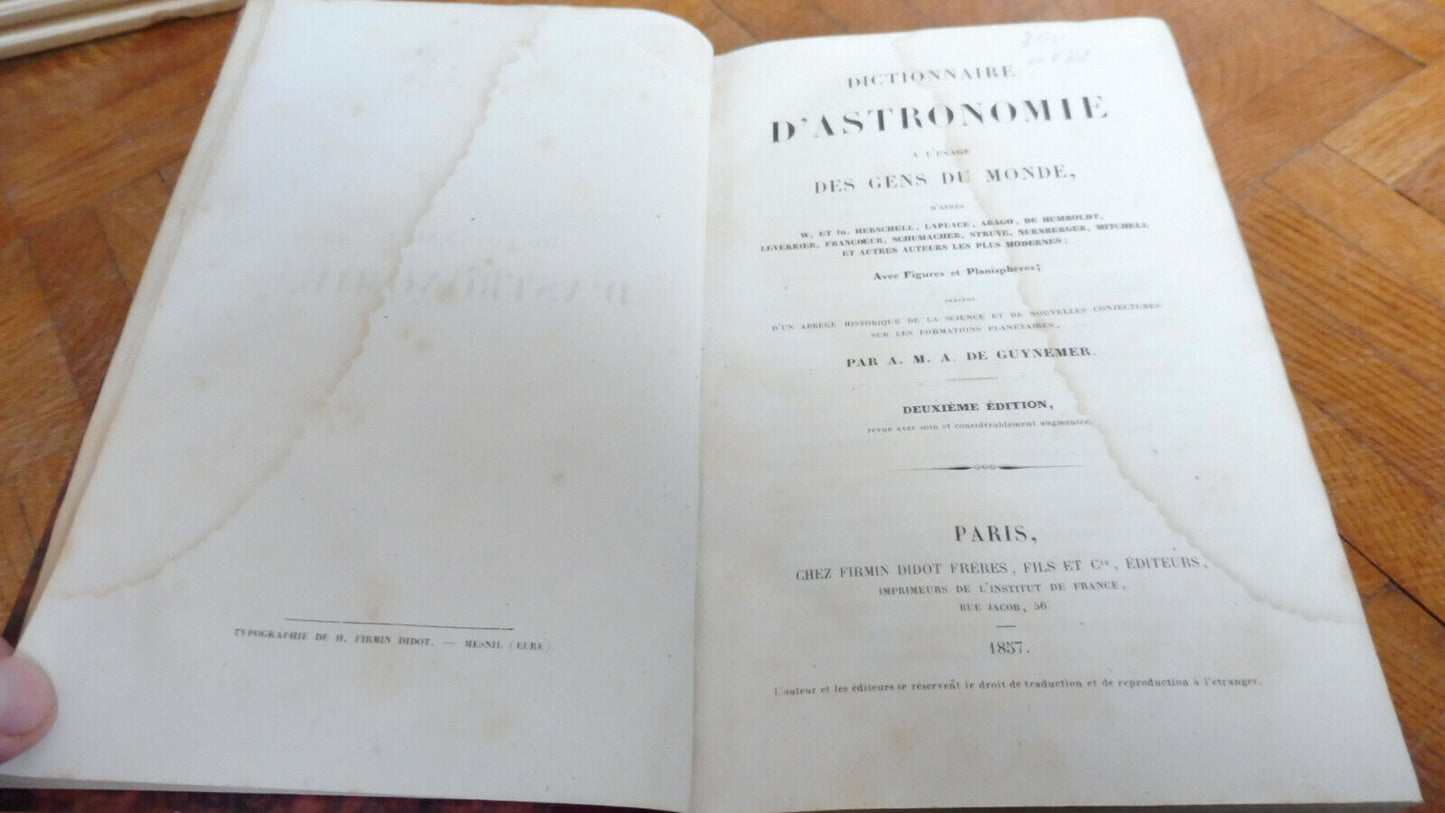 TYPOGRAPHIE DE H. FIRMIN DIDOT. — MESNIL (EURE).
DICTIONNAIRE
D'ASTRONOMIE
A L'USAGE
DES GENS DU MONDE,
D'APRÈS
W. ET JN. HERSCHELL, LAPLACE, ARAGO, DE HUMBOLDT,
LEVERRIER, FRANCOEUR, SCHUMACHER, STRUVE, NURNBERGER, MITCHELL
ET AUTRES AUTEURS LES PLUS MODERNES;
Avec Figures et Planisphères;
D'UN ABRÉGÉ HISTORIQUE DE LA SCIENCE ET DE NOUVELLES CONJECTURES
SUR LES FORMATIONS PLANÉTAIRES,
PAR A. M. A. DE GUYNEMER.
DEUXIÈME ÉDITION,
revue avec soin et considérablement augmentée.
PARIS,
CHEZ FIRMIN DIDOT FRÈRES, FILS ET Cie, ÉDITEURS,
IMPRIMEURS DE L'INSTITUT DE FRANCE,
RUE JACOB, 56.
1857.
L'auteur et les éditeurs se réservent le droit de traduction et de reproduction à l'étranger.